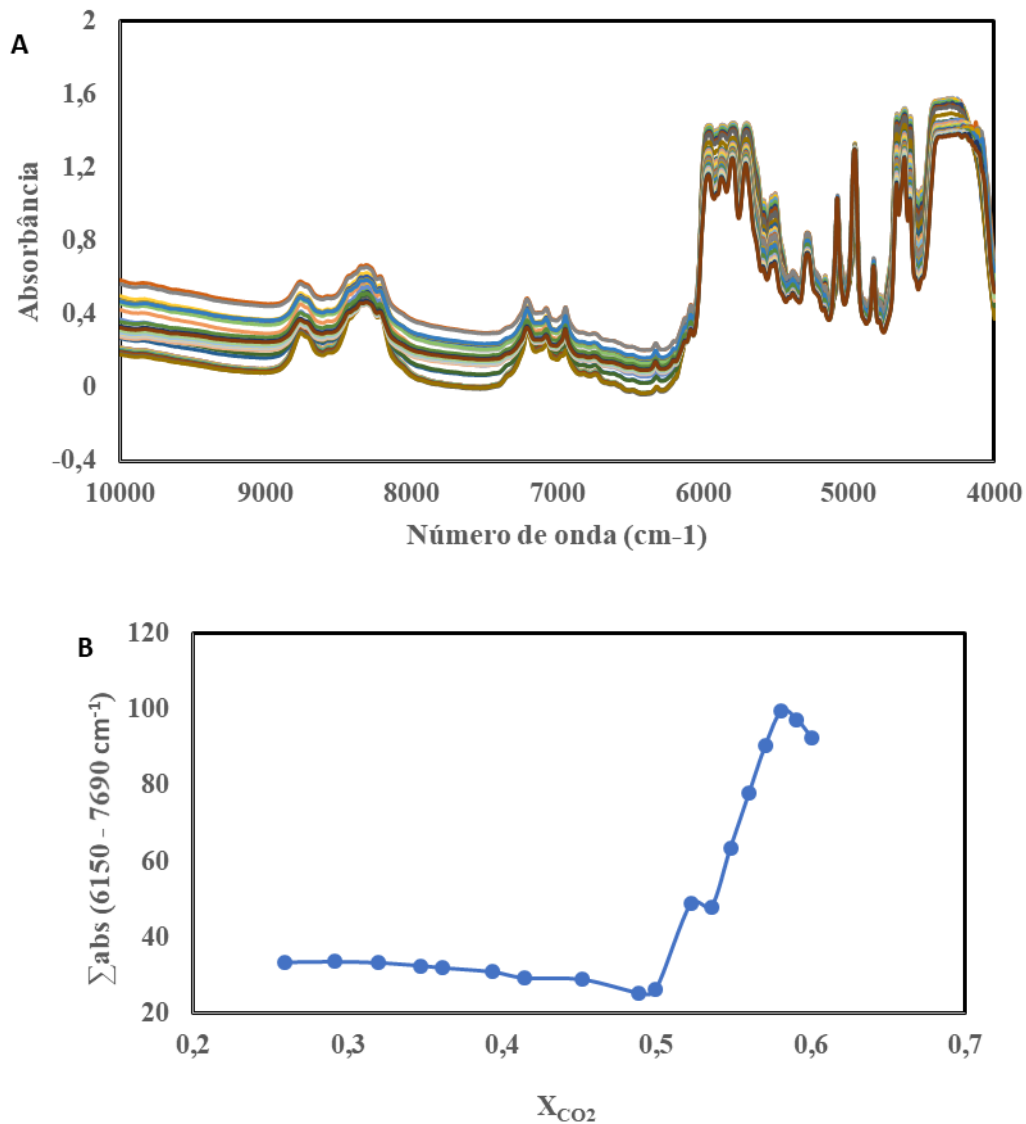 A
2
1,6
1,2
0,8
0,4
0
-0,4
Absorbância
10000 9000 8000 7000 6000 5000 4000
Número de onda (cm-1)
B
120
100
80
60
40
20
∑abs (6150 - 7690 cm⁻¹)
0,2 0,3 0,4 0,5 0,6 0,7
X_CO2